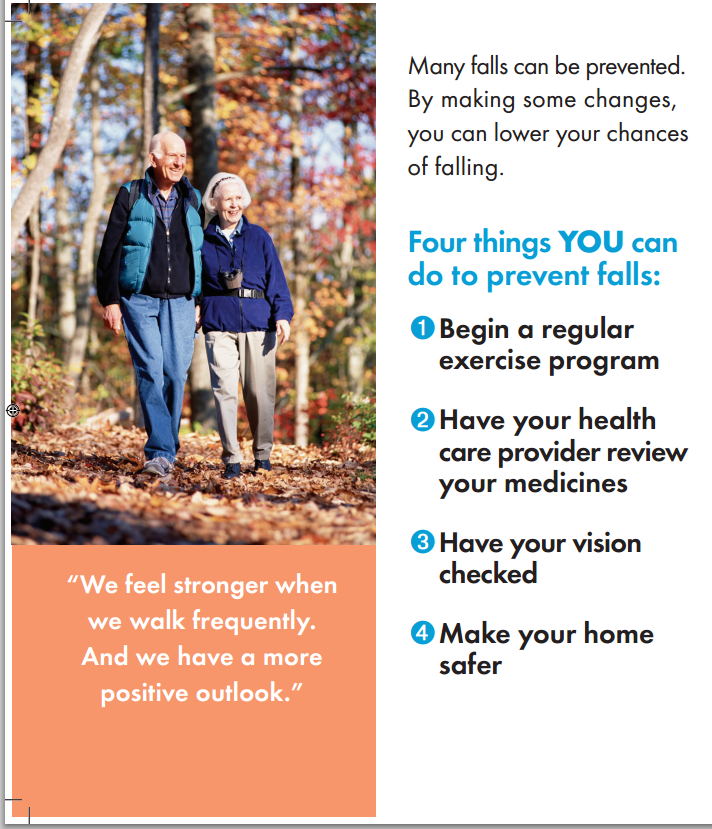 Many falls can be prevented.
By making some changes,
you can lower your chances
of falling.
Four things YOU can
do to prevent falls:
1 Begin a regular
exercise program
2 Have your health
care provider review
your medicines
3 Have your vision
checked
4 Make your home
safer
“We feel stronger when
we walk frequently.
And we have a more
positive outlook.”